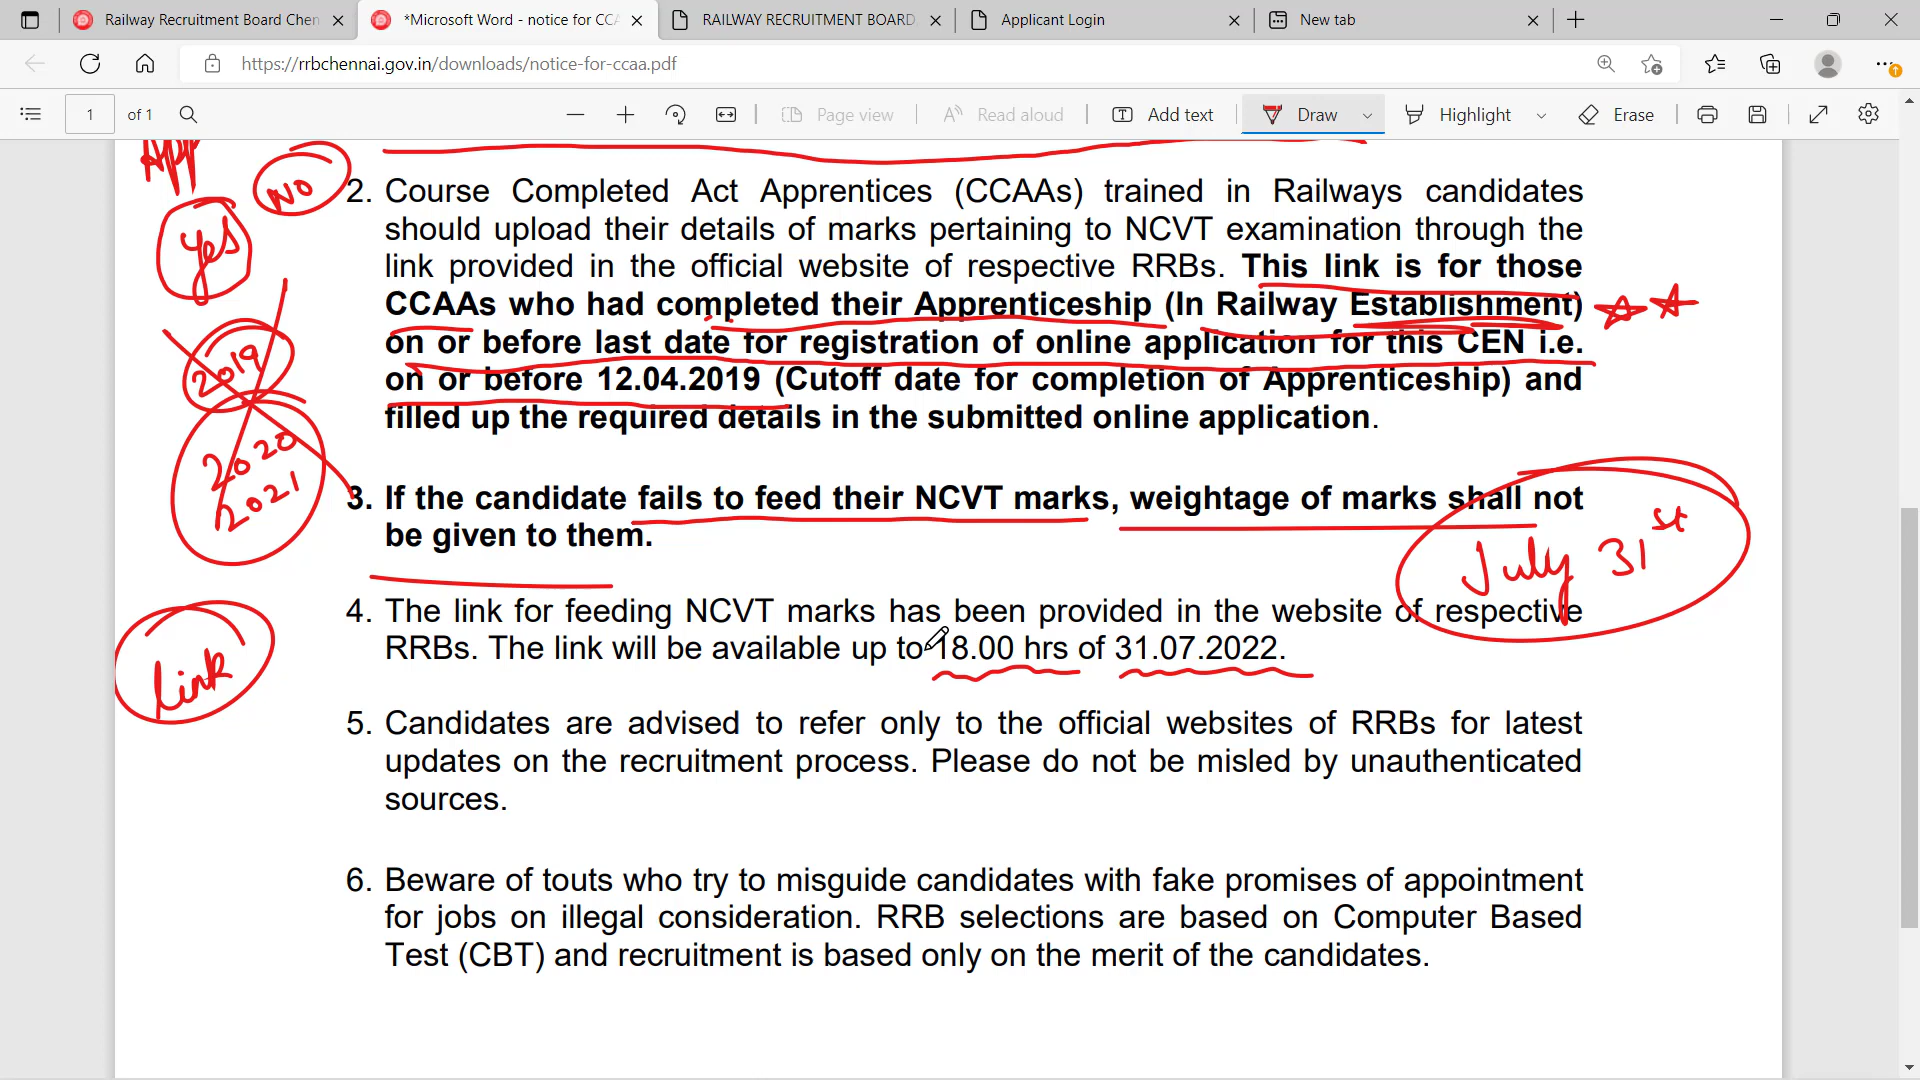 Railway Recruitment Board Chen
*Microsoft Word - notice for CCA
RAILWAY RECRUITMENT BOARD
Applicant Login
New tab
https://rrbchennai.gov.in/downloads/notice-for-ccaa.pdf
1 of 1
Page view
Read aloud
Add text
Draw
Highlight
Erase
App
NO
yes
2. Course Completed Act Apprentices (CCAAs) trained in Railways candidates
should upload their details of marks pertaining to NCVT examination through the
link provided in the official website of respective RRBs. This link is for those
CCAAs who had completed their Apprenticeship (In Railway Establishment)
on or before last date for registration of online application for this CEN i.e.
on or before 12.04.2019 (Cutoff date for completion of Apprenticeship) and
filled up the required details in the submitted online application.
2019
2020
2021
3. If the candidate fails to feed their NCVT marks, weightage of marks shall not
be given to them.
July 31st
4. The link for feeding NCVT marks has been provided in the website of respective
RRBs. The link will be available up to 18.00 hrs of 31.07.2022.
link
5. Candidates are advised to refer only to the official websites of RRBs for latest
updates on the recruitment process. Please do not be misled by unauthenticated
sources.
6. Beware of touts who try to misguide candidates with fake promises of appointment
for jobs on illegal consideration. RRB selections are based on Computer Based
Test (CBT) and recruitment is based only on the merit of the candidates.